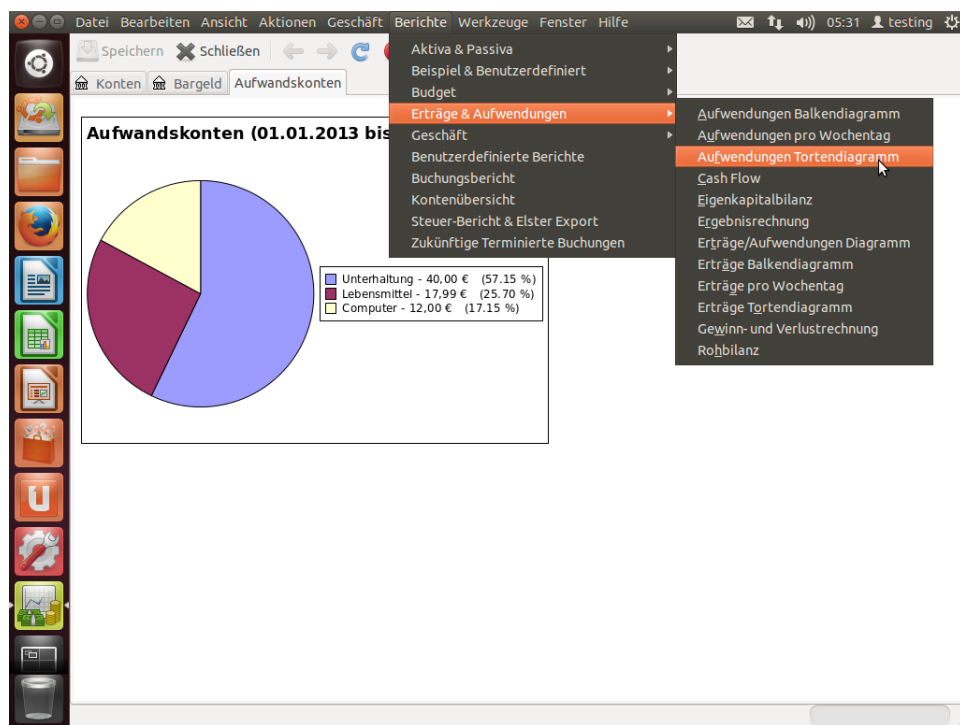 Datei Bearbeiten Ansicht Aktionen Geschäft Berichte Werkzeuge Fenster Hilfe 05:31 testing
Speichern Schließen
Konten Bargeld Aufwandskonten
Aufwandskonten (01.01.2013 bis
Unterhaltung - 40,00 € (57.15 %)
Lebensmittel - 17,99 € (25.70 %)
Computer - 12,00 € (17.15 %)
Aktiva & Passiva
Beispiel & Benutzerdefiniert
Budget
Erträge & Aufwendungen
Geschäft
Benutzerdefinierte Berichte
Buchungsbericht
Kontenübersicht
Steuer-Bericht & Elster Export
Zukünftige Terminierte Buchungen
Aufwendungen Balkendiagramm
Aufwendungen pro Wochentag
Aufwendungen Tortendiagramm
Cash Flow
Eigenkapitalbilanz
Ergebnisrechnung
Erträge/Aufwendungen Diagramm
Erträge Balkendiagramm
Erträge pro Wochentag
Erträge Tortendiagramm
Gewinn- und Verlustrechnung
Rohbilanz